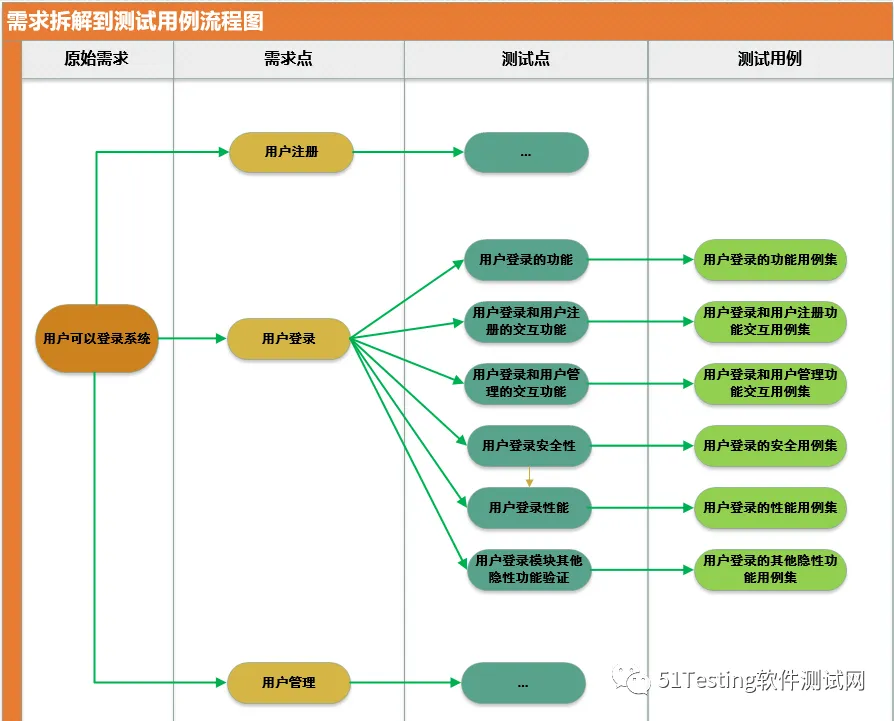 需求拆解到测试用例流程图
原始需求
需求点
测试点
测试用例
用户注册
...
用户登录的功能
用户登录的功能用例集
用户登录和用户注
册的交互功能
用户登录和用户注册功
能交互用例集
用户可以登录系统
用户登录
用户登录和用户管
理的交互功能
用户登录和用户管理功
能交互用例集
用户登录安全性
用户登录的安全用例集
用户登录性能
用户登录的性能用例集
用户登录模块其他
隐性功能验证
用户登录的其他隐性功
能用例集
用户管理
...
51Testing软件测试网